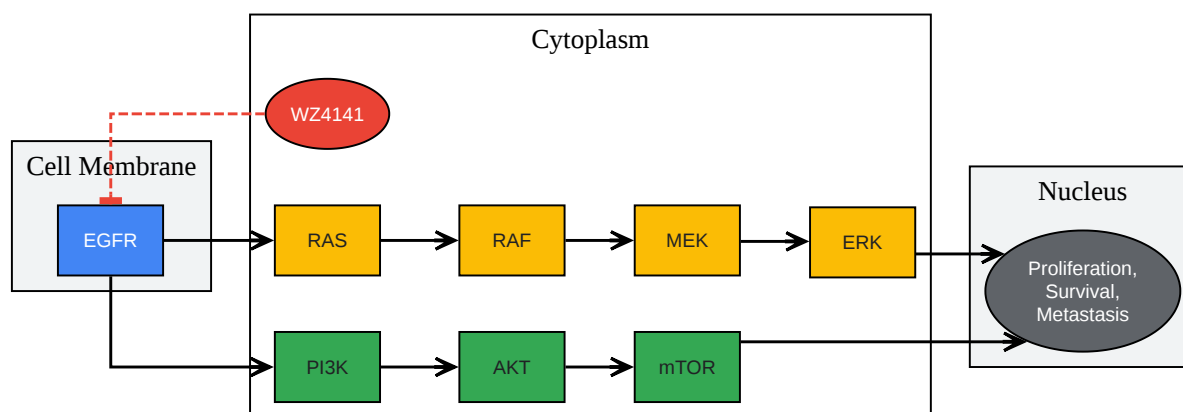 Cytoplasm
WZ4141
Cell Membrane
Nucleus
EGFR
RAS
RAF
MEK
ERK
Proliferation,
Survival,
Metastasis
PI3K
AKT
mTOR